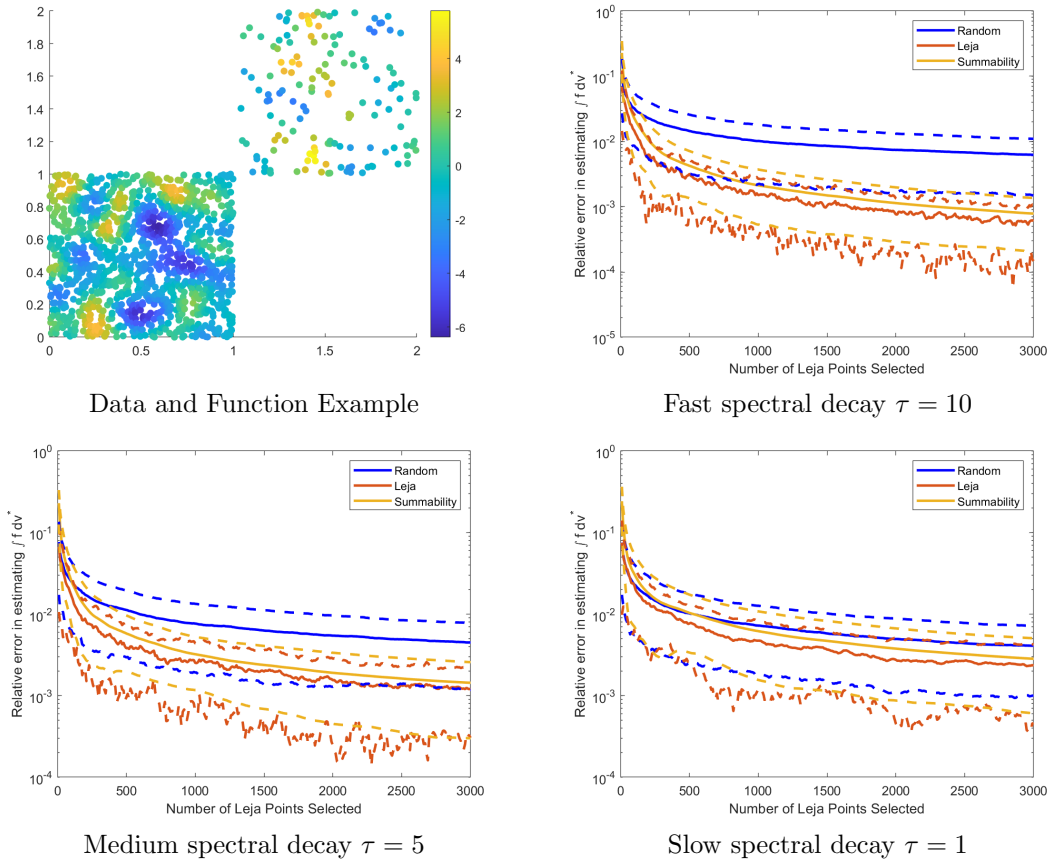 2
1.8
1.6
1.4
1.2
1
0.8
0.6
0.4
0.2
0
0
0.5
1
1.5
2
4
2
0
-2
-4
-6
Data and Function Example
10^0
10^-1
10^-2
10^-3
10^-4
10^-5
Relative error in estimating ∫ f dν^*
Random
Leja
Summability
0 500 1000 1500 2000 2500 3000
Number of Leja Points Selected
Fast spectral decay τ = 10
10^0
10^-1
10^-2
10^-3
10^-4
Relative error in estimating ∫ f dν^*
Random
Leja
Summability
0 500 1000 1500 2000 2500 3000
Number of Leja Points Selected
Medium spectral decay τ = 5
10^0
10^-1
10^-2
10^-3
10^-4
Relative error in estimating ∫ f dν^*
Random
Leja
Summability
0 500 1000 1500 2000 2500 3000
Number of Leja Points Selected
Slow spectral decay τ = 1